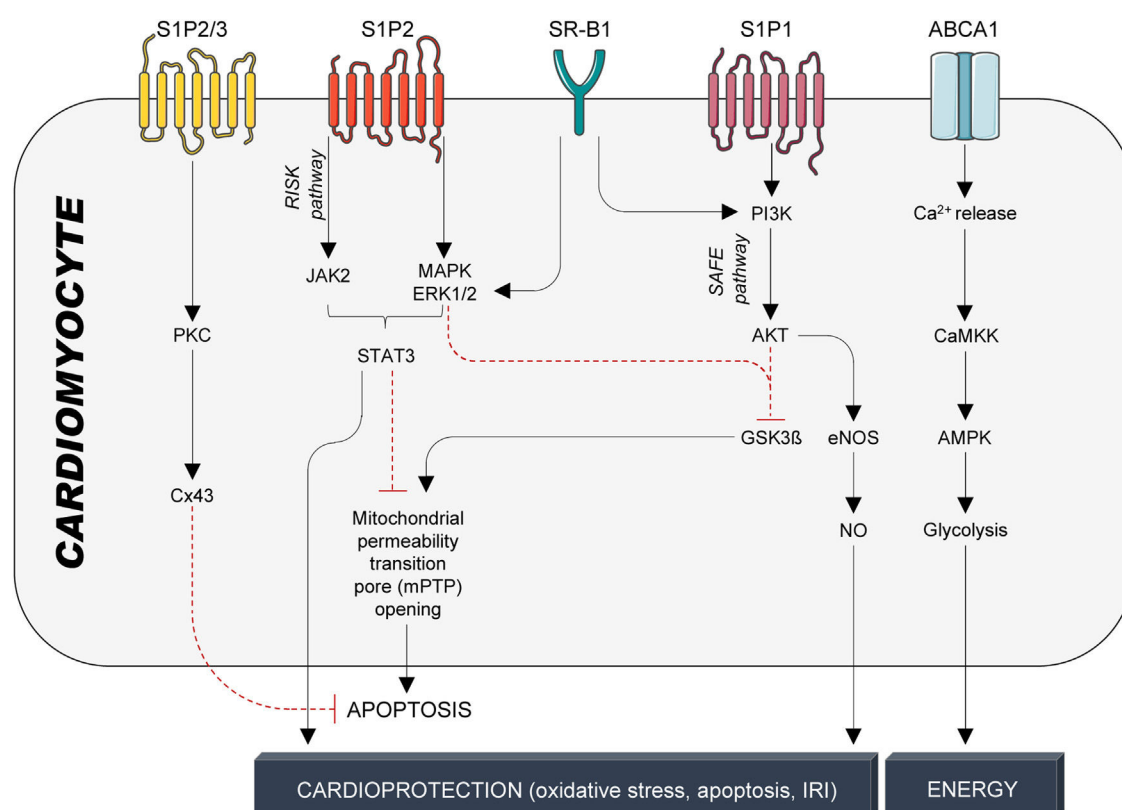 S1P2/3
S1P2
SR-B1
S1P1
ABCA1
CARDIOMYOCYTE
RISK
pathway
PI3K
Ca²⁺ release
JAK2
MAPK
ERK1/2
SAFE
pathway
PKC
STAT3
AKT
CaMKK
GSK3ß
eNOS
AMPK
Cx43
Mitochondrial
permeability
transition
pore (mPTP)
opening
NO
Glycolysis
APOPTOSIS
CARDIOPROTECTION (oxidative stress, apoptosis, IRI)
ENERGY